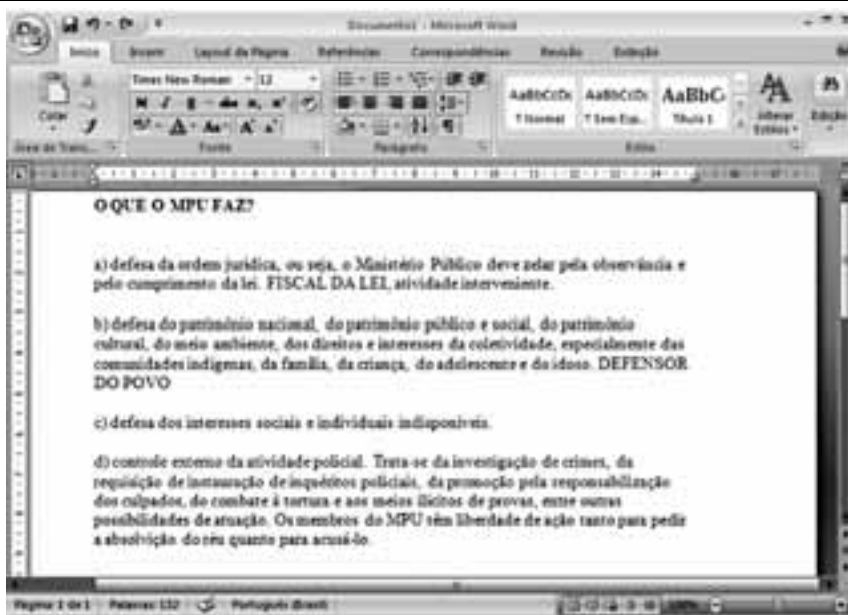 Documento1 - Microsoft Word
Início Inserir Layout da Página Referências Correspondências Revisão Exibição
Times New Roman 12
AaBbCcDc AaBbCcDc AaBbC
Colar
¶ Normal ¶ Sem Esp... Título 1 Alterar Estilos Edição
Área de Trans... Fonte Parágrafo Estilo
O QUE O MPU FAZ?
a) defesa da ordem jurídica, ou seja, o Ministério Público deve zelar pela observância e
pelo cumprimento da lei. FISCAL DA LEI, atividade interveniente.
b) defesa do patrimônio nacional, do patrimônio público e social, do patrimônio
cultural, do meio ambiente, dos direitos e interesses da coletividade, especialmente das
comunidades indígenas, da família, da criança, do adolescente e do idoso. DEFENSOR
DO POVO
c) defesa dos interesses sociais e individuais indisponíveis.
d) controle externo da atividade policial. Trata-se da investigação de crimes, da
requisição de instauração de inquéritos policiais, da promoção pela responsabilização
dos culpados, do combate à tortura e aos meios ilícitos de provas, entre outras
possibilidades de atuação. Os membros do MPU têm liberdade de ação tanto para pedir
a absolvição do réu quanto para acusá-lo.
Página: 1 de 1 Palavras: 132 Português (Brasil) 100%